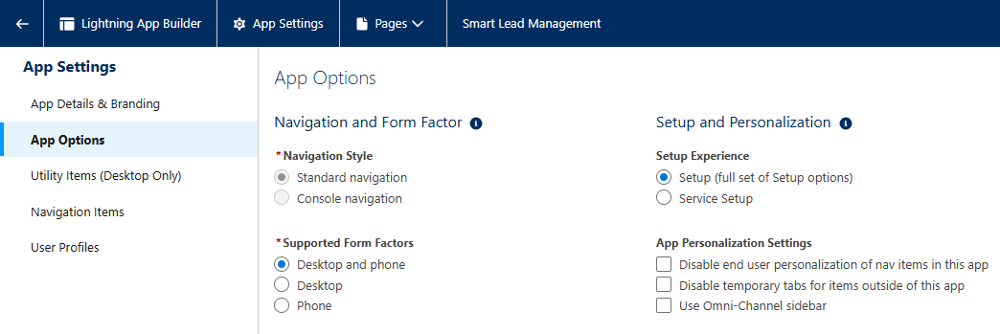 Lightning App Builder
App Settings
Pages
Smart Lead Management
App Settings
App Details & Branding
App Options
Utility Items (Desktop Only)
Navigation Items
User Profiles
App Options
Navigation and Form Factor
*Navigation Style
Standard navigation
Console navigation
*Supported Form Factors
Desktop and phone
Desktop
Phone
Setup and Personalization
Setup Experience
Setup (full set of Setup options)
Service Setup
App Personalization Settings
Disable end user personalization of nav items in this app
Disable temporary tabs for items outside of this app
Use Omni-Channel sidebar